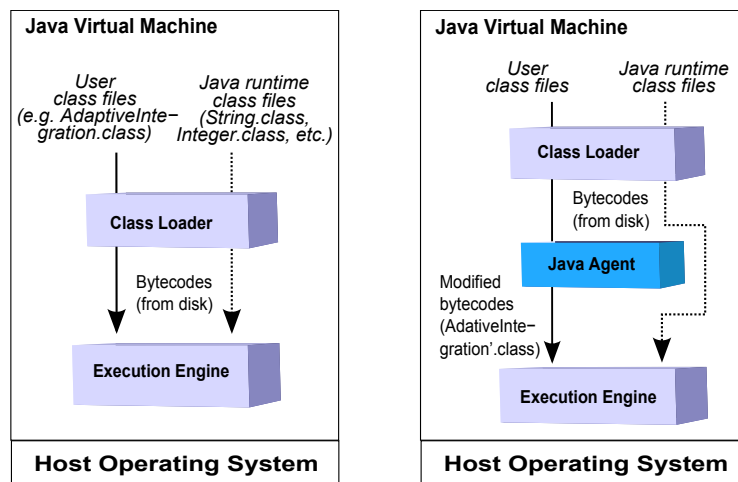 Java Virtual Machine
User
class files
(e.g. AdaptiveInte-
gration.class)
Java runtime
class files
(String.class,
Integer.class, etc.)
Class Loader
Bytecodes
(from disk)
Execution Engine
Host Operating System
Java Virtual Machine
User
class files
Java runtime
class files
Class Loader
Bytecodes
(from disk)
Java Agent
Modified
bytecodes
(AdativeInte-
gration'.class)
Execution Engine
Host Operating System